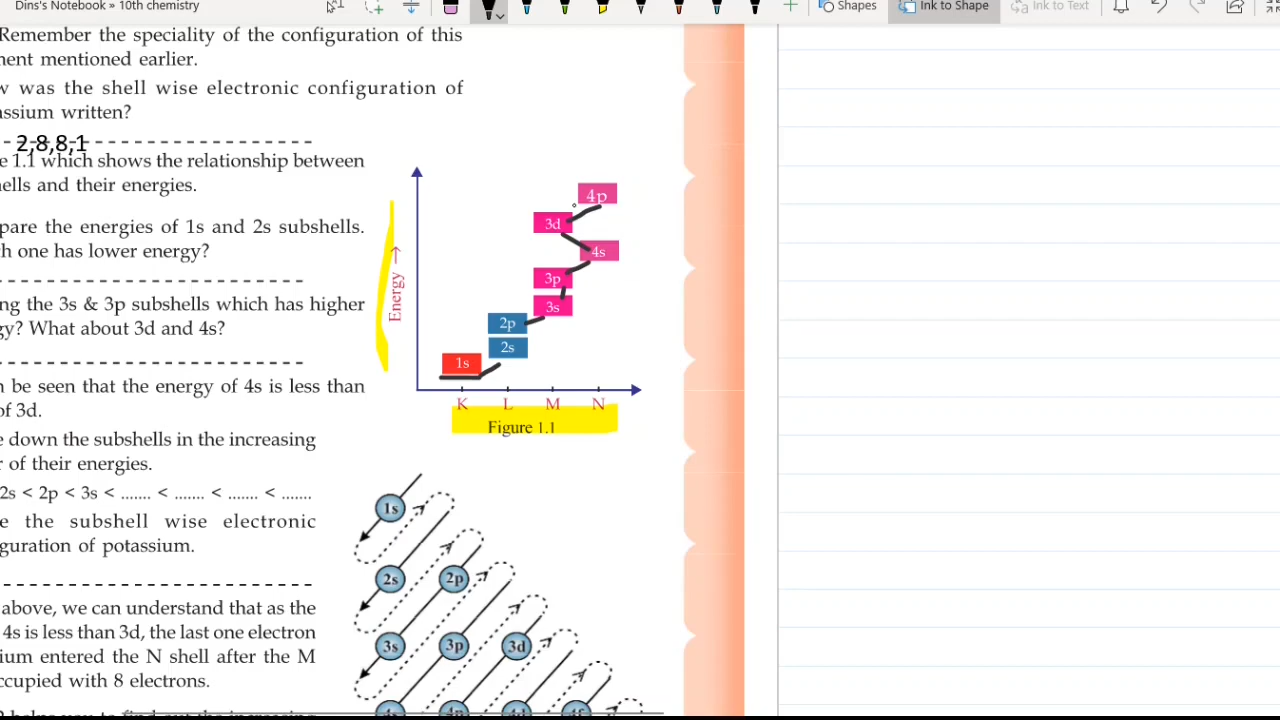 Dins's Notebook » 10th chemistry
Shapes
Ink to Shape
Ink to Text
Remember the speciality of the configuration of this
ment mentioned earlier.
w was the shell wise electronic configuration of
assium written?
2,8,8,1
e 1.1 which shows the relationship between
ells and their energies.
pare the energies of 1s and 2s subshells.
ch one has lower energy?
ng the 3s & 3p subshells which has higher
gy? What about 3d and 4s?
n be seen that the energy of 4s is less than
of 3d.
e down the subshells in the increasing
r of their energies.
2s < 2p < 3s < ....... < ....... < ....... < .......
e the subshell wise electronic
guration of potassium.
above, we can understand that as the
4s is less than 3d, the last one electron
ium entered the N shell after the M
ccupied with 8 electrons.
Energy →
4p
3d
4s
3p
3s
2p
2s
1s
K L M N
Figure 1.1
1s
2s 2p
3s 3p 3d
4s 4p 4d 4f